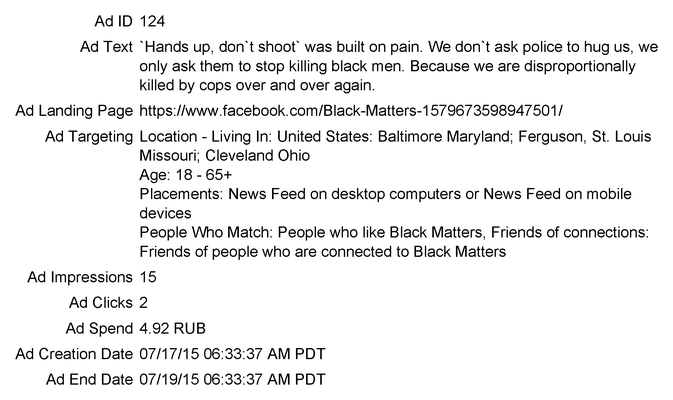 Ad ID 124
Ad Text `Hands up, don`t shoot` was built on pain. We don`t ask police to hug us, we
only ask them to stop killing black men. Because we are disproportionally
killed by cops over and over again.
Ad Landing Page https://www.facebook.com/Black-Matters-1579673598947501/
Ad Targeting Location - Living In: United States: Baltimore Maryland; Ferguson, St. Louis
Missouri; Cleveland Ohio
Age: 18 - 65+
Placements: News Feed on desktop computers or News Feed on mobile
devices
People Who Match: People who like Black Matters, Friends of connections:
Friends of people who are connected to Black Matters
Ad Impressions 15
Ad Clicks 2
Ad Spend 4.92 RUB
Ad Creation Date 07/17/15 06:33:37 AM PDT
Ad End Date 07/19/15 06:33:37 AM PDT